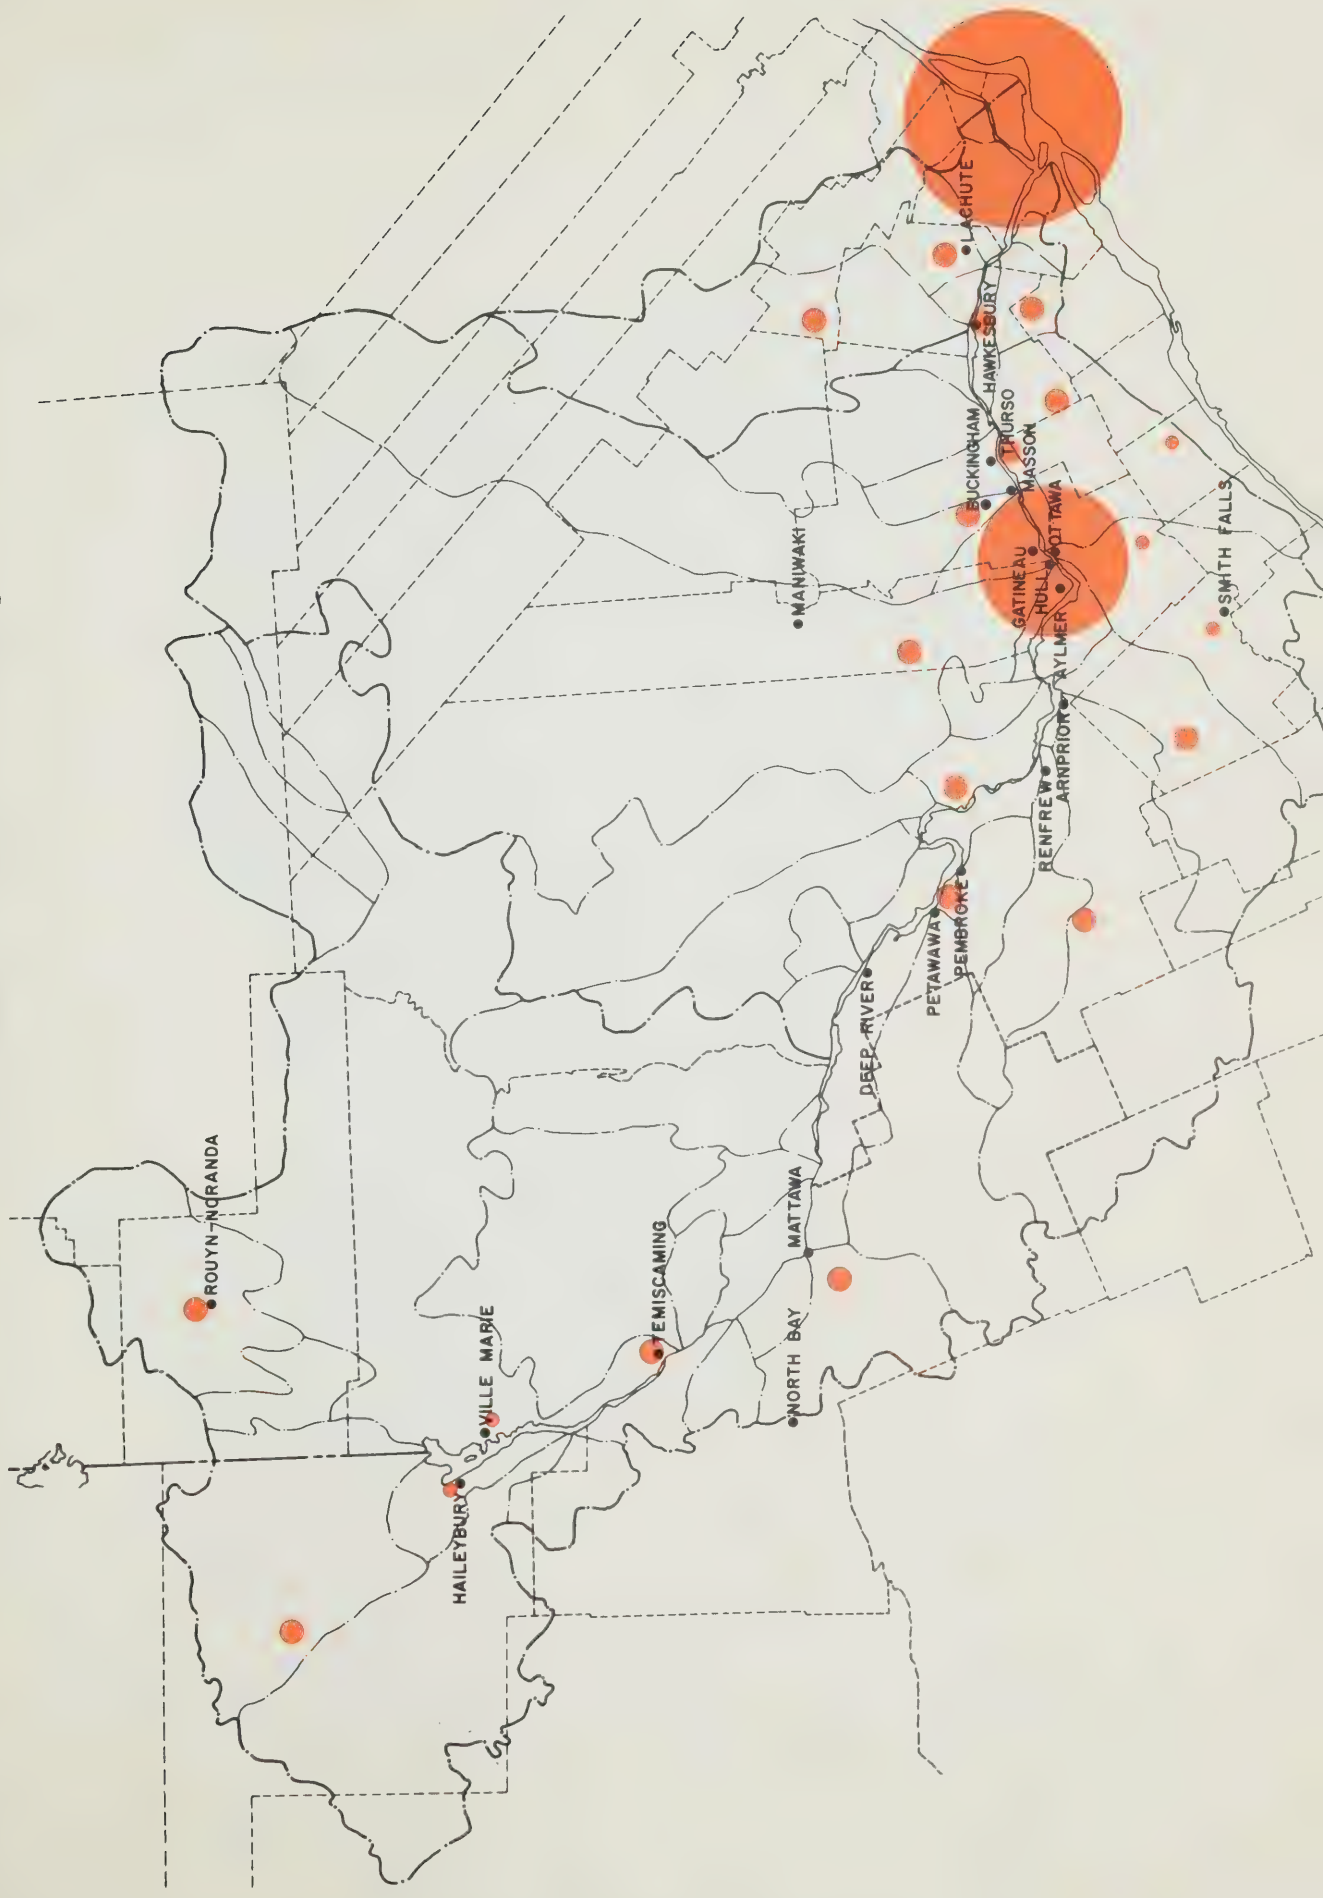 ROUYN-NORANDA
VILLE MARIE
HAILEYBURY
TEMISCAMING
NORTH BAY
MATTAWA
DEEP RIVER
PETAWAWA
PEMBROKE
RENFREW
ARNPRIOR
AYLMER
MANIWAKI
GATINEAU
HULL
OTTAWA
BUCKINGHAM
MASSON
THURSO
HAWKESBURY
LACHUTE
SMITH FALLS